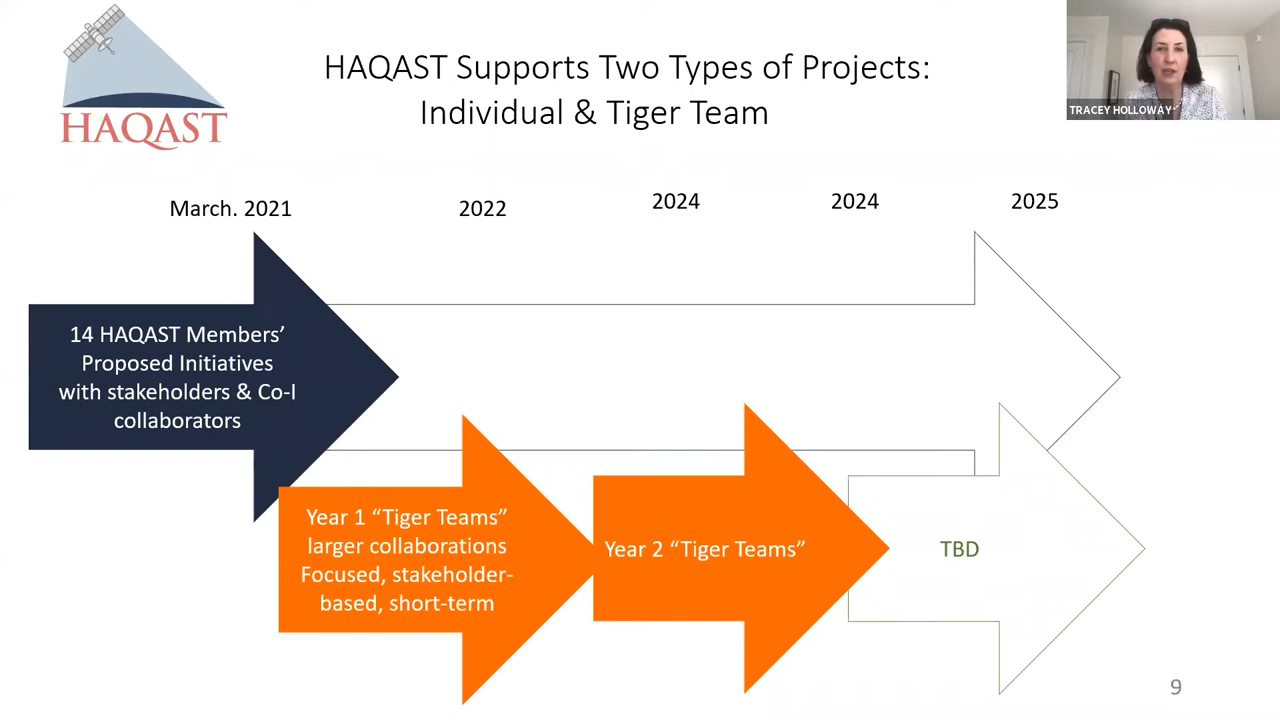 HAQAST
HAQAST Supports Two Types of Projects:
Individual & Tiger Team
TRACEY HOLLOWAY
March. 2021
2022
2024
2024
2025
14 HAQAST Members’
Proposed Initiatives
with stakeholders & Co-I
collaborators
Year 1 “Tiger Teams”
larger collaborations
Focused, stakeholder-
based, short-term
Year 2 “Tiger Teams”
TBD
9